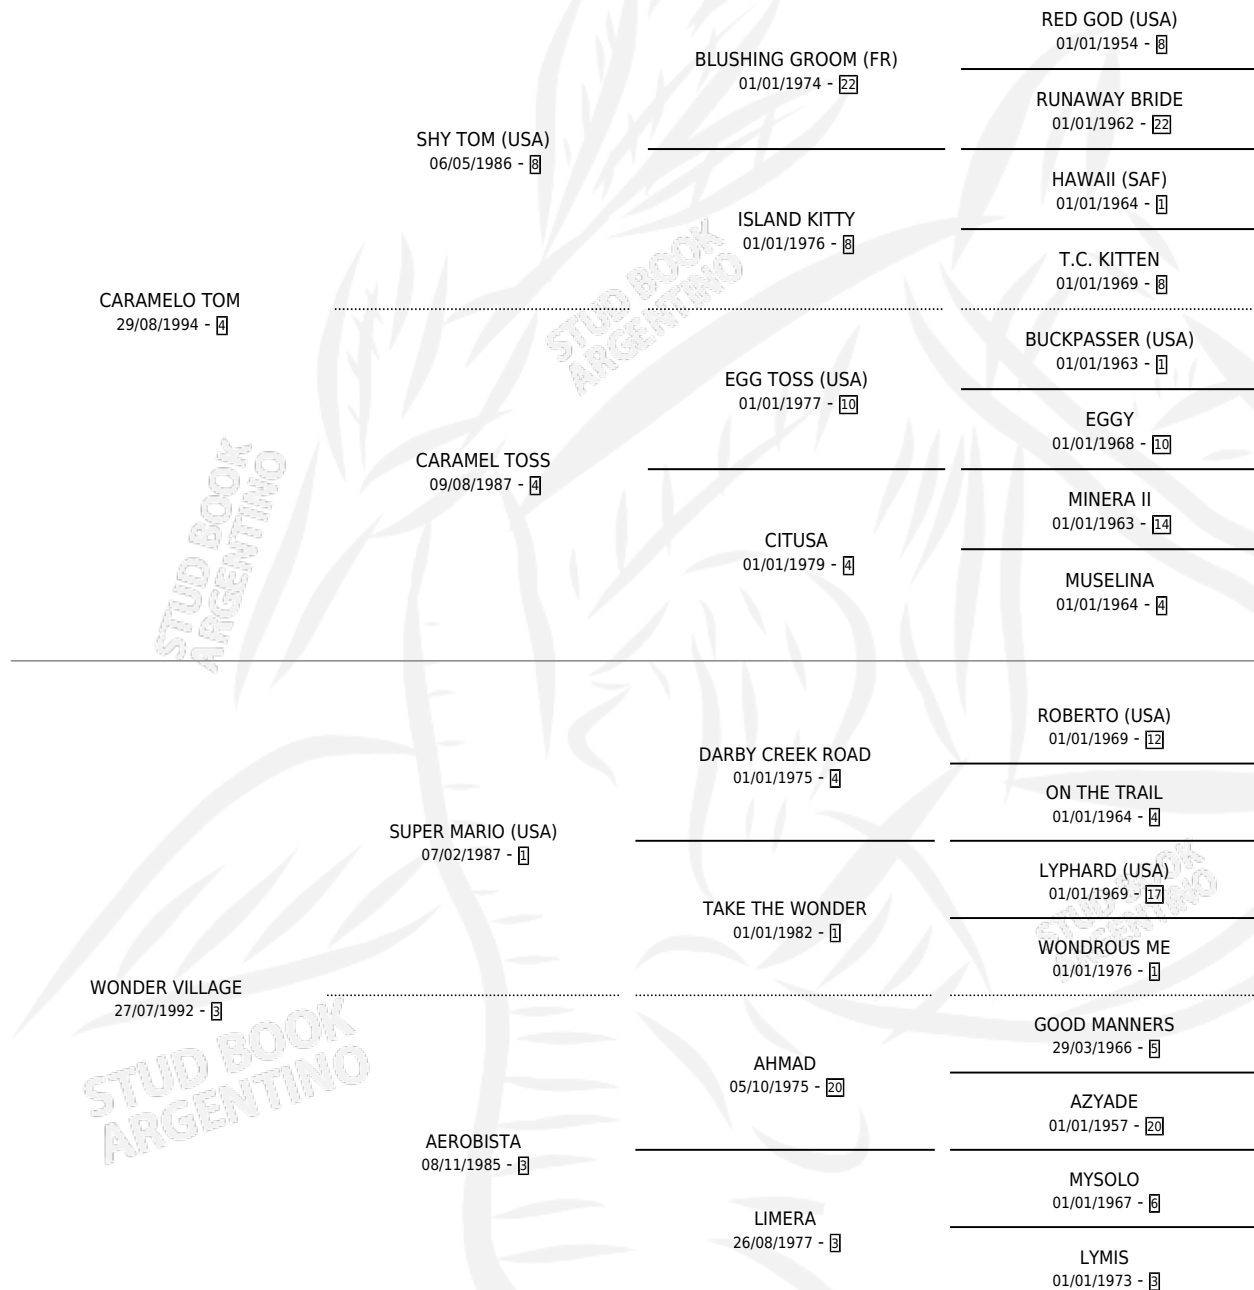 RED GOD (USA)
01/01/1954 - 8
BLUSHING GROOM (FR)
01/01/1974 - 22
RUNAWAY BRIDE
01/01/1962 - 22
SHY TOM (USA)
06/05/1986 - 8
HAWAII (SAF)
01/01/1964 - 1
ISLAND KITTY
01/01/1976 - 8
T.C. KITTEN
01/01/1969 - 8
CARAMELO TOM
29/08/1994 - 4
BUCKPASSER (USA)
01/01/1963 - 1
EGG TOSS (USA)
01/01/1977 - 10
EGGY
01/01/1968 - 10
CARAMEL TOSS
09/08/1987 - 4
MINERA II
01/01/1963 - 14
CITUSA
01/01/1979 - 4
MUSELINA
01/01/1964 - 4
ROBERTO (USA)
01/01/1969 - 12
DARBY CREEK ROAD
01/01/1975 - 4
ON THE TRAIL
01/01/1964 - 4
SUPER MARIO (USA)
07/02/1987 - 1
LYPHARD (USA)
01/01/1969 - 17
TAKE THE WONDER
01/01/1982 - 1
WONDROUS ME
01/01/1976 - 1
WONDER VILLAGE
27/07/1992 - 3
GOOD MANNERS
29/03/1966 - 5
AHMAD
05/10/1975 - 20
AZYADE
01/01/1957 - 20
AEROBISTA
08/11/1985 - 3
MYSOLO
01/01/1967 - 6
LIMERA
26/08/1977 - 3
LYMIS
01/01/1973 - 3
STUD BOOK
ARGENTINO
STUD BOOK
ARGENTINO
STUD BOOK
ARGENTINO
STUD BOOK
ARGENTINO